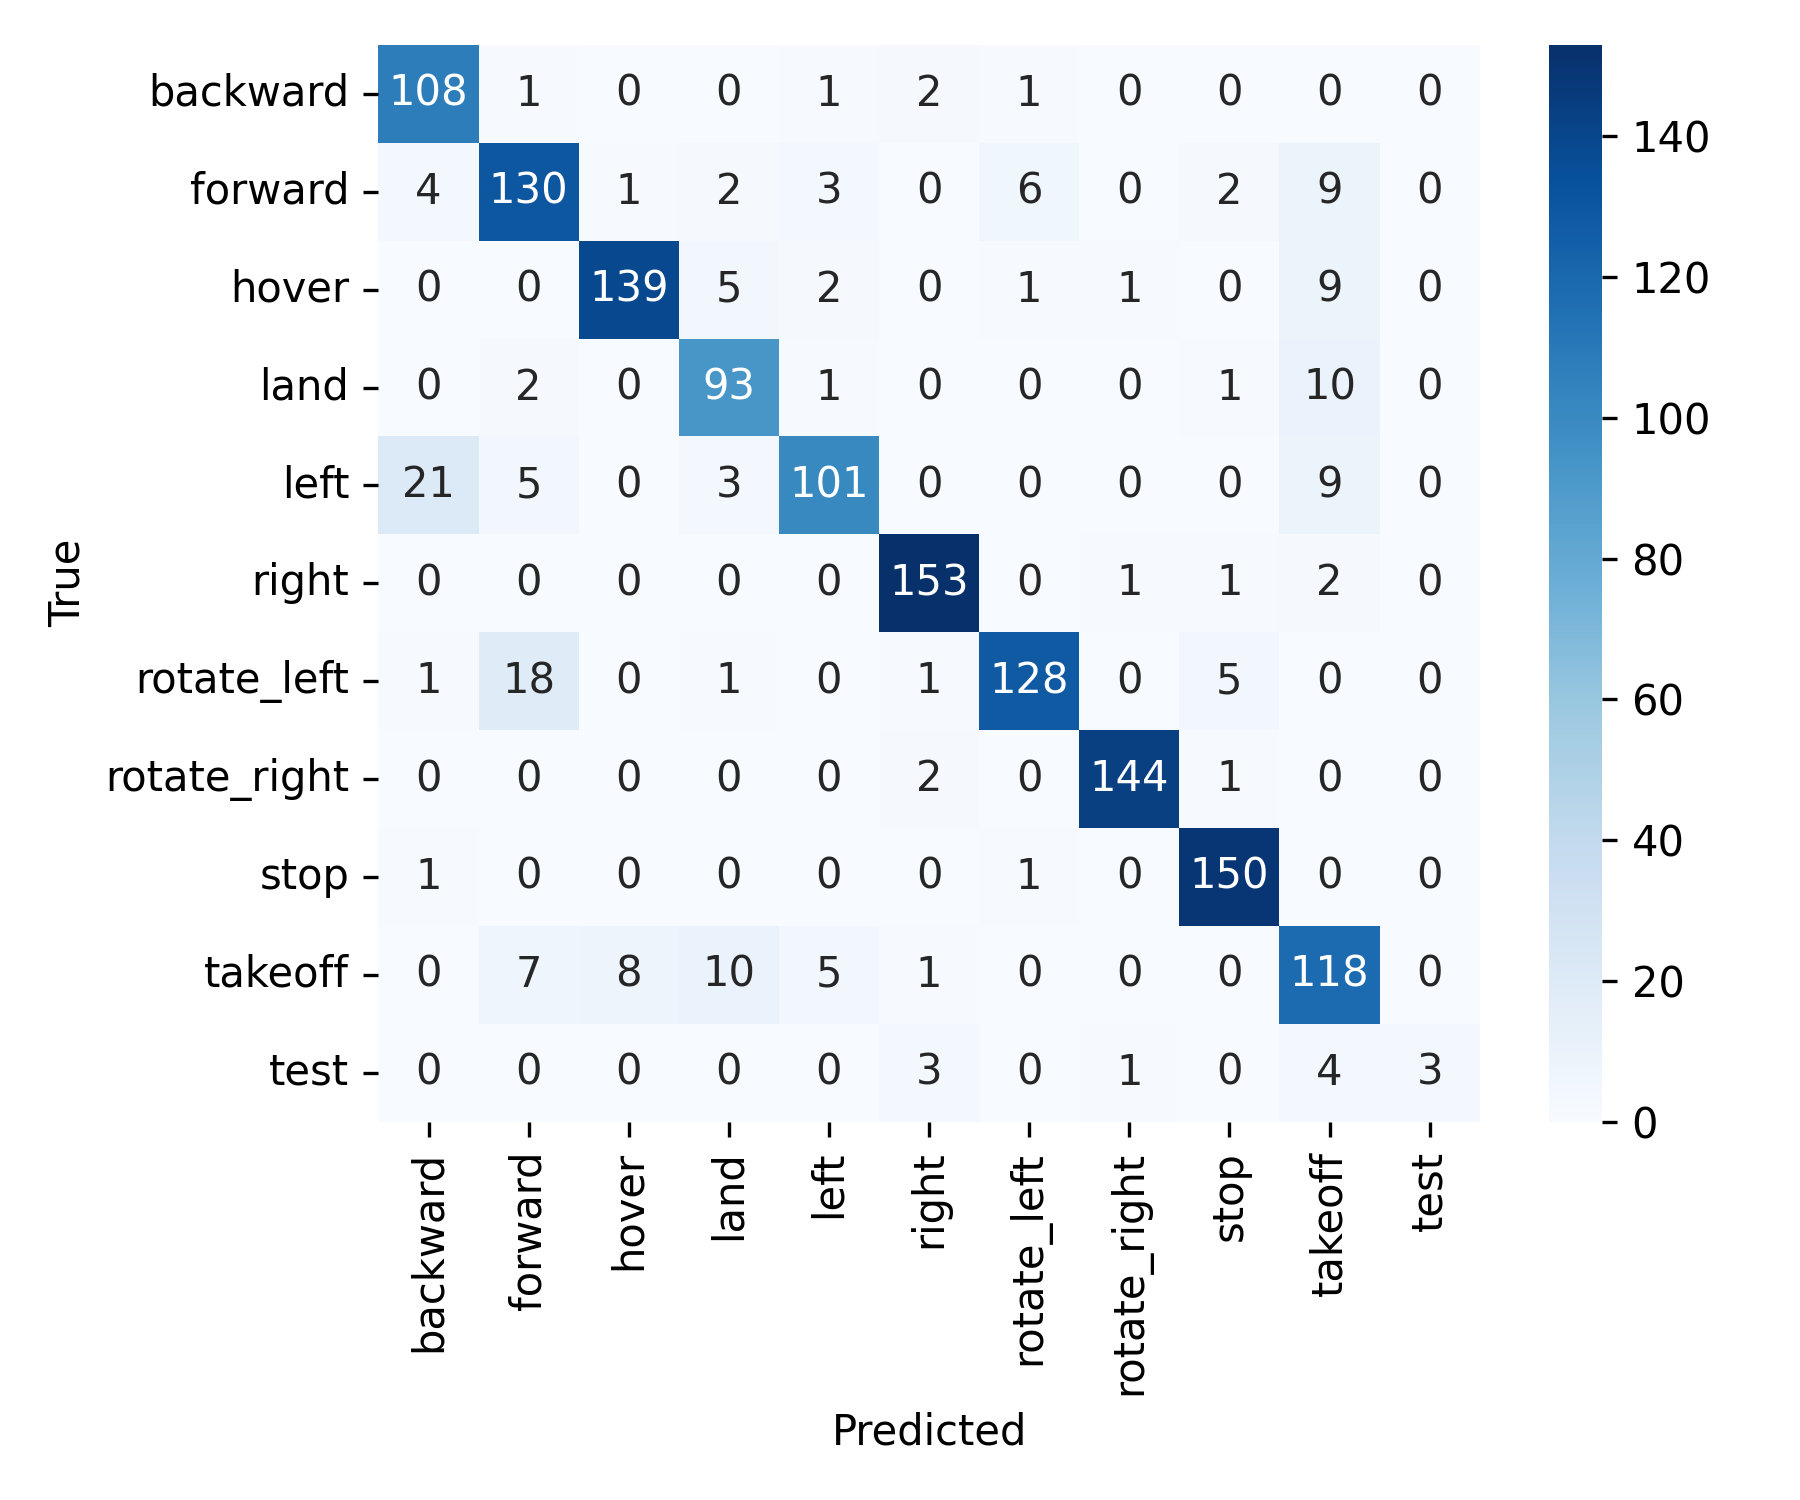 backward 108 1 0 0 1 2 1 0 0 0 0
forward 4 130 1 2 3 0 6 0 2 9 0
hover 0 0 139 5 2 0 1 1 0 9 0
land 0 2 0 93 1 0 0 0 1 10 0
left 21 5 0 3 101 0 0 0 0 9 0
right 0 0 0 0 0 153 0 1 1 2 0
rotate_left 1 18 0 1 0 1 128 0 5 0 0
rotate_right 0 0 0 0 0 2 0 144 1 0 0
stop 1 0 0 0 0 0 1 0 150 0 0
takeoff 0 7 8 10 5 1 0 0 0 118 0
test 0 0 0 0 0 3 0 1 0 4 3
True
backward forward hover land left right rotate_left rotate_right stop takeoff test
Predicted
140
120
100
80
60
40
20
0